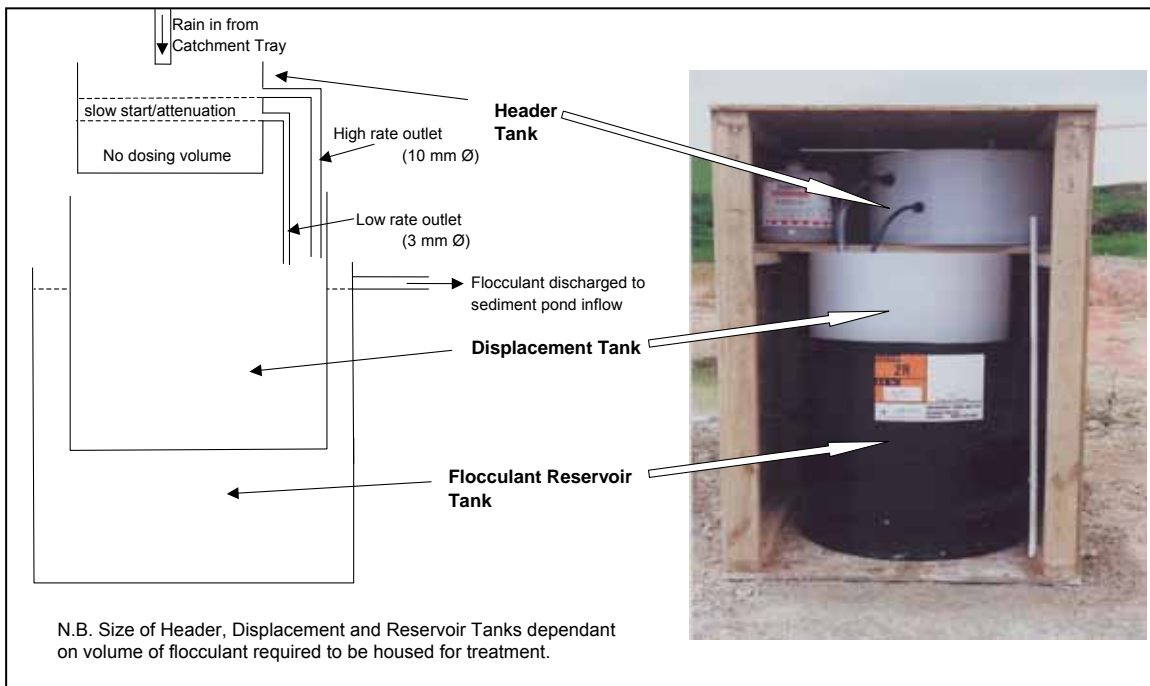 Rain in from
Catchment Tray
slow start/attenuation
No dosing volume
High rate outlet
(10 mm Ø)
Low rate outlet
(3 mm Ø)
Header
Tank
Flocculant discharged to
sediment pond inflow
Displacement Tank
2R
Flocculant Reservoir
Tank
N.B. Size of Header, Displacement and Reservoir Tanks dependant
on volume of flocculant required to be housed for treatment.